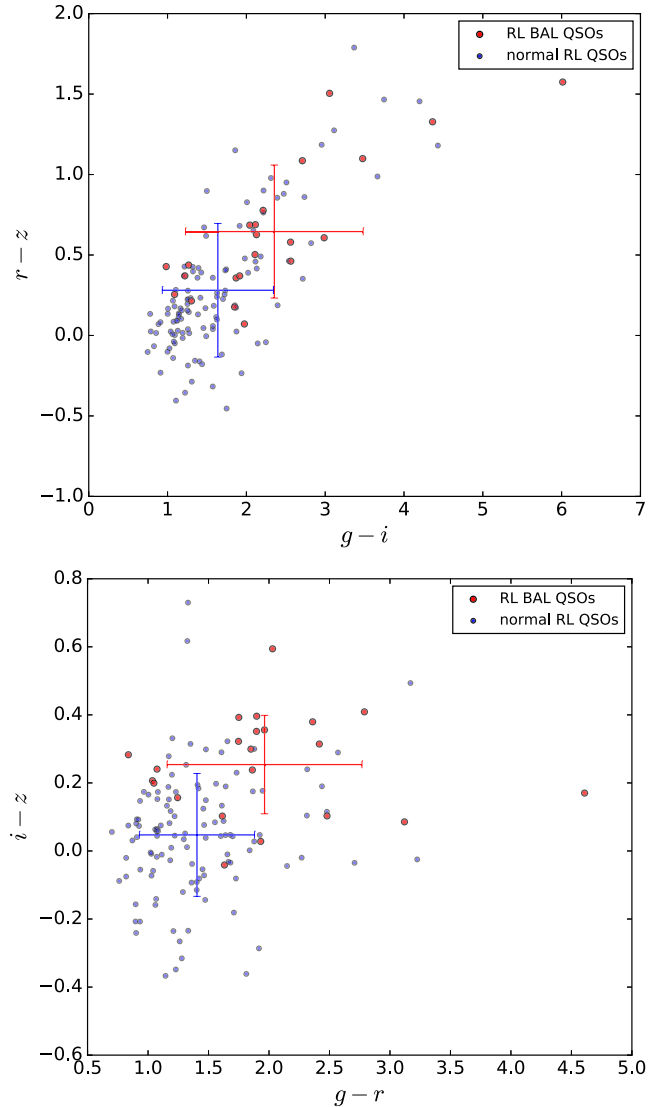 2.0
1.5
1.0
0.5
0.0
−0.5
−1.0
r − z
RL BAL QSOs
normal RL QSOs
0 1 2 3 4 5 6 7
g − i
0.8
0.6
0.4
0.2
0.0
−0.2
−0.4
−0.6
i − z
RL BAL QSOs
normal RL QSOs
0.5 1.0 1.5 2.0 2.5 3.0 3.5 4.0 4.5 5.0
g − r